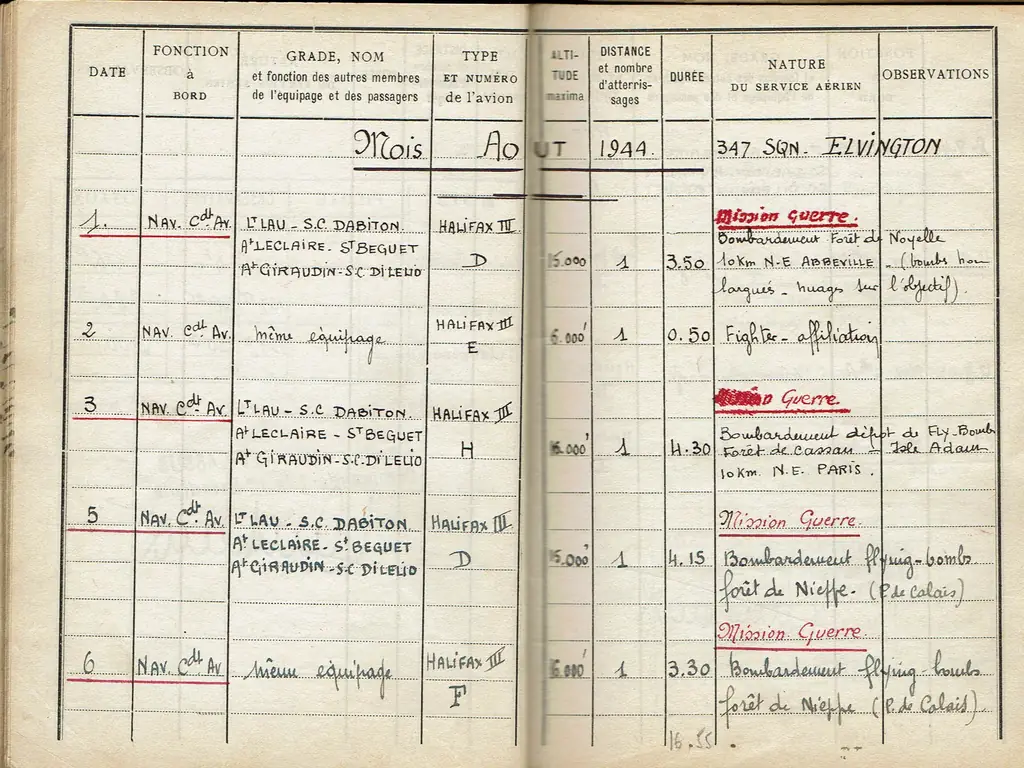 DATE
FONCTION
à
BORD
GRADE, NOM
et fonction des autres membres
de l'équipage et des passagers
TYPE
ET NUMÉRO
de l'avion
ALTI-
TUDE
maxima
DISTANCE
et nombre
d'atterris-
sages
DURÉE
NATURE
DU SERVICE AÉRIEN
OBSERVATIONS
Mois AOUT 1944. 347 SQN. ELVINGTON
Mission Guerre.
1. NAV. Cdt Av. Lt LAU - S.C. DABITON. HALIFAX III Bombardement Forêt de Noyelle
At LECLAIRE. St BEGUET D 15.000 1 3.50 10km N-E ABBEVILLE - (bombs non
At GIRAUDIN - S.C. DILELIO larguées - nuages sur l'objectif).
2 NAV. Cdt Av. même équipage HALIFAX III 6.000' 1 0.50 Fighter-affiliation
E
Guerre.
3 NAV. Cdt Av. Lt LAU - S.C. DABITON. HALIFAX III
At LECLAIRE - St BEGUET H 16.000' 1 4.30 Bombardement dépôt de Fly-Bombs
At GIRAUDIN - S.C. DILELIO Forêt de Cassan - Isle Adam
10km. N.E. PARIS.
5 NAV. Cdt Av. Lt LAU - S.C. DABITON. HALIFAX III Mission Guerre.
At LECLAIRE - St BEGUET D 15.000' 1 4.15 Bombardement flying-bombs
At GIRAUDIN - S.C DILELIO forêt de Nieppe. (P. de Calais)
Mission Guerre.
6 NAV. Cdt Av même equipage HALIFAX III 16.000' 1 3.30 Bombardement flying-bombs
F forêt de Nieppe (P. de Calais).
16.55